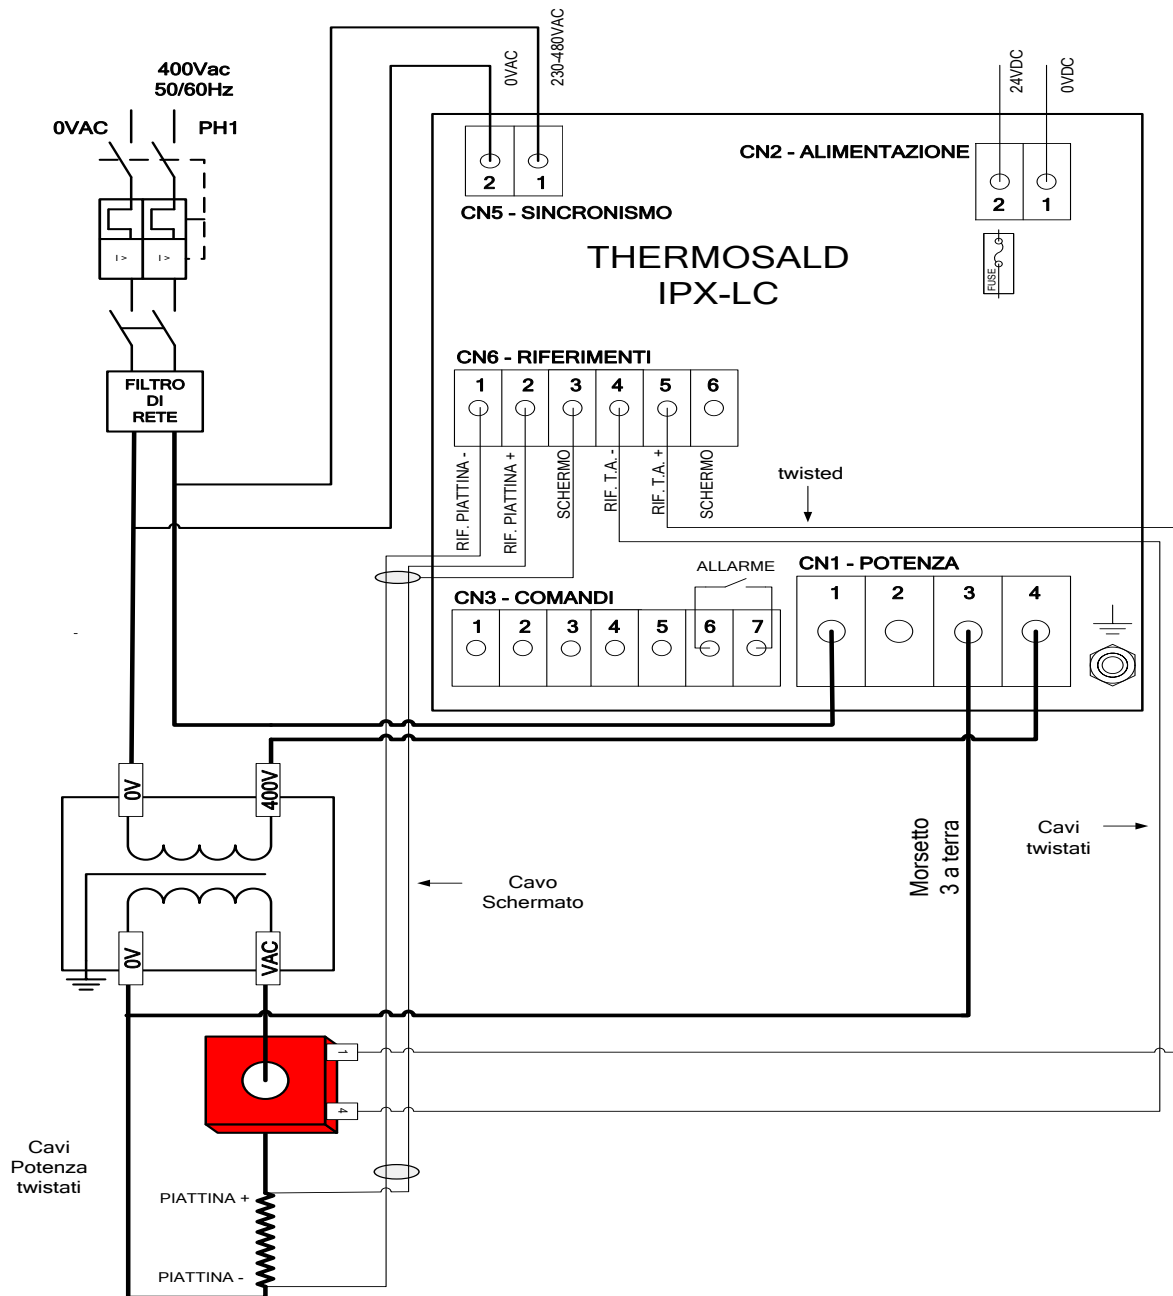 400Vac
50/60Hz
0VAC
PH1
I >
I >
FILTRO
DI
RETE
0VAC
230-480VAC
2
1
CN5 - SINCRONISMO
24VDC
0VDC
CN2 - ALIMENTAZIONE
2
1
FUSE
THERMOSALD
IPX-LC
CN6 - RIFERIMENTI
1
2
3
4
5
6
RIF. PIATTINA -
RIF. PIATTINA +
SCHERMO
RIF. T.A. -
RIF. T.A. +
SCHERMO
twisted
CN3 - COMANDI
1
2
3
4
5
6
7
ALLARME
CN1 - POTENZA
1
2
3
4
0V
400V
0V
VAC
Cavo
Schermato
Morsetto
3 a terra
Cavi
twistati
1
4
Cavi
Potenza
twistati
PIATTINA +
PIATTINA -